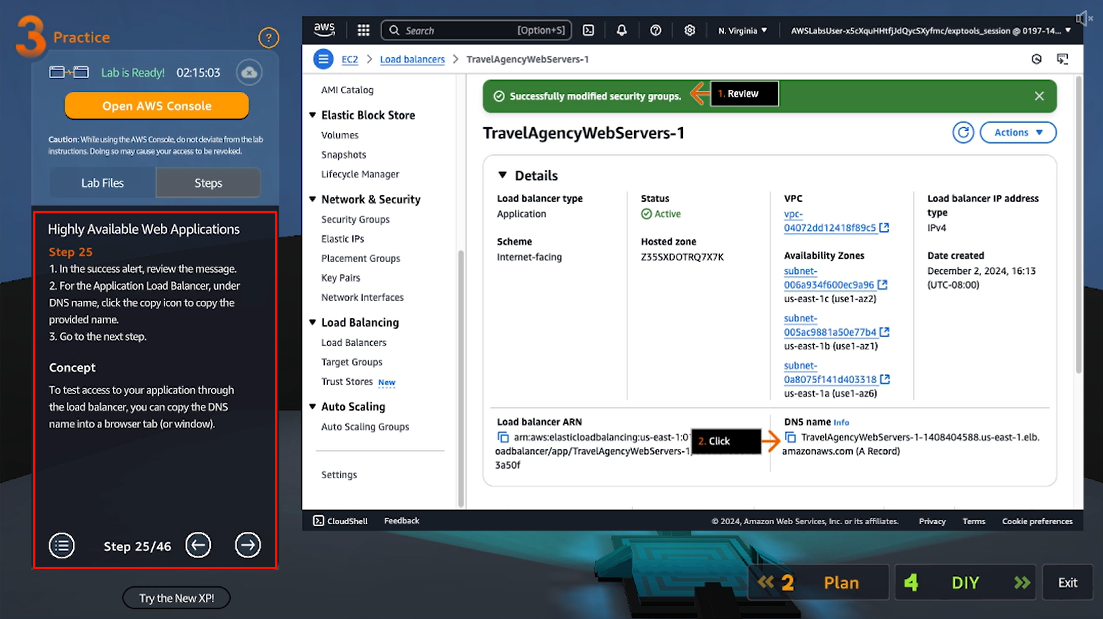 3 Practice
?
Lab is Ready! 02:15:03
Open AWS Console
Caution: While using the AWS Console, do not deviate from the lab
instructions. Doing so may cause your access to be revoked.
Lab Files
Steps
Highly Available Web Applications
Step 25
1. In the success alert, review the message.
2. For the Application Load Balancer, under
DNS name, click the copy icon to copy the
provided name.
3. Go to the next step.
Concept
To test access to your application through
the load balancer, you can copy the DNS
name into a browser tab (or window).
Step 25/46
Try the New XP!
aws
Search
[Option+S]
N. Virginia
AWSLabsUser-x5cXquHHtfjJdQycSXyfmc/exptools_session @ 0197-14...
EC2 > Load balancers > TravelAgencyWebServers-1
AMI Catalog
Elastic Block Store
Volumes
Snapshots
Lifecycle Manager
Network & Security
Security Groups
Elastic IPs
Placement Groups
Key Pairs
Network Interfaces
Load Balancing
Load Balancers
Target Groups
Trust Stores New
Auto Scaling
Auto Scaling Groups
Settings
Successfully modified security groups.
1. Review
TravelAgencyWebServers-1
Actions
Details
Load balancer type
Application
Scheme
Internet-facing
Status
Active
Hosted zone
Z35SXDOTRQ7X7K
VPC
vpc-
04072dd12418f89c5
Availability Zones
subnet-
006a934f600ec9a96
us-east-1c (use1-az2)
subnet-
005ac9881a50e77b4
us-east-1b (use1-az1)
subnet-
0a8075f141d403318
us-east-1a (use1-az6)
Load balancer IP address
type
IPv4
Date created
December 2, 2024, 16:13
(UTC-08:00)
Load balancer ARN
arn:aws:elasticloadbalancing:us-east-1:0
oadbalancer/app/TravelAgencyWebServers-1
3a50f
2. Click
DNS name Info
TravelAgencyWebServers-1-1408404588.us-east-1.elb.
amazonaws.com (A Record)
CloudShell
Feedback
© 2024, Amazon Web Services, Inc. or its affiliates.
Privacy
Terms
Cookie preferences
2 Plan
4 DIY
Exit